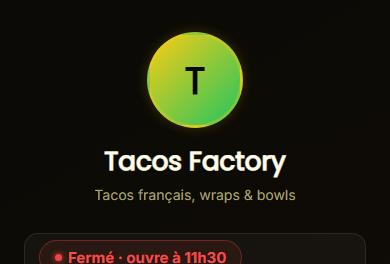 T
Tacos Factory
Tacos français, wraps & bowls
Fermé · ouvre à 11h30